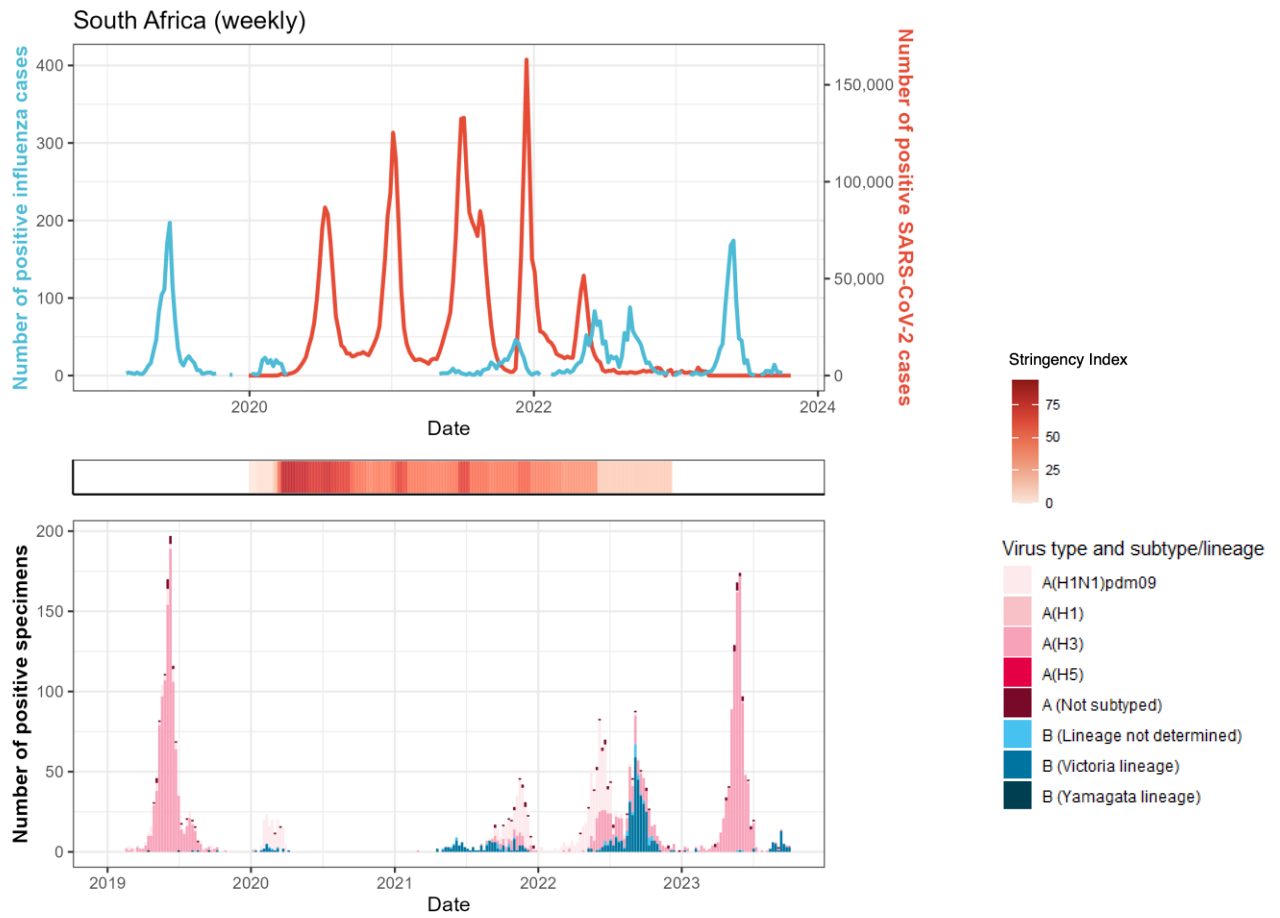 South Africa (weekly)
Number of positive influenza cases
400
300
200
100
0
150,000
100,000
50,000
0
Number of positive SARS-CoV-2 cases
2020
2022
2024
Date
Stringency Index
75
50
25
0
Number of positive specimens
200
150
100
50
0
2019
2020
2021
2022
2023
Date
Virus type and subtype/lineage
A(H1N1)pdm09
A(H1)
A(H3)
A(H5)
A (Not subtyped)
B (Lineage not determined)
B (Victoria lineage)
B (Yamagata lineage)